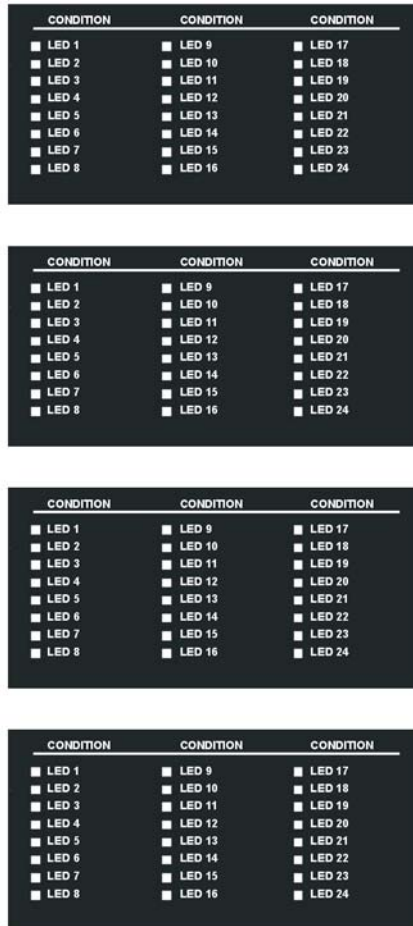 CONDITION CONDITION CONDITION
LED 1 LED 9 LED 17
LED 2 LED 10 LED 18
LED 3 LED 11 LED 19
LED 4 LED 12 LED 20
LED 5 LED 13 LED 21
LED 6 LED 14 LED 22
LED 7 LED 15 LED 23
LED 8 LED 16 LED 24
CONDITION CONDITION CONDITION
LED 1 LED 9 LED 17
LED 2 LED 10 LED 18
LED 3 LED 11 LED 19
LED 4 LED 12 LED 20
LED 5 LED 13 LED 21
LED 6 LED 14 LED 22
LED 7 LED 15 LED 23
LED 8 LED 16 LED 24
CONDITION CONDITION CONDITION
LED 1 LED 9 LED 17
LED 2 LED 10 LED 18
LED 3 LED 11 LED 19
LED 4 LED 12 LED 20
LED 5 LED 13 LED 21
LED 6 LED 14 LED 22
LED 7 LED 15 LED 23
LED 8 LED 16 LED 24
CONDITION CONDITION CONDITION
LED 1 LED 9 LED 17
LED 2 LED 10 LED 18
LED 3 LED 11 LED 19
LED 4 LED 12 LED 20
LED 5 LED 13 LED 21
LED 6 LED 14 LED 22
LED 7 LED 15 LED 23
LED 8 LED 16 LED 24